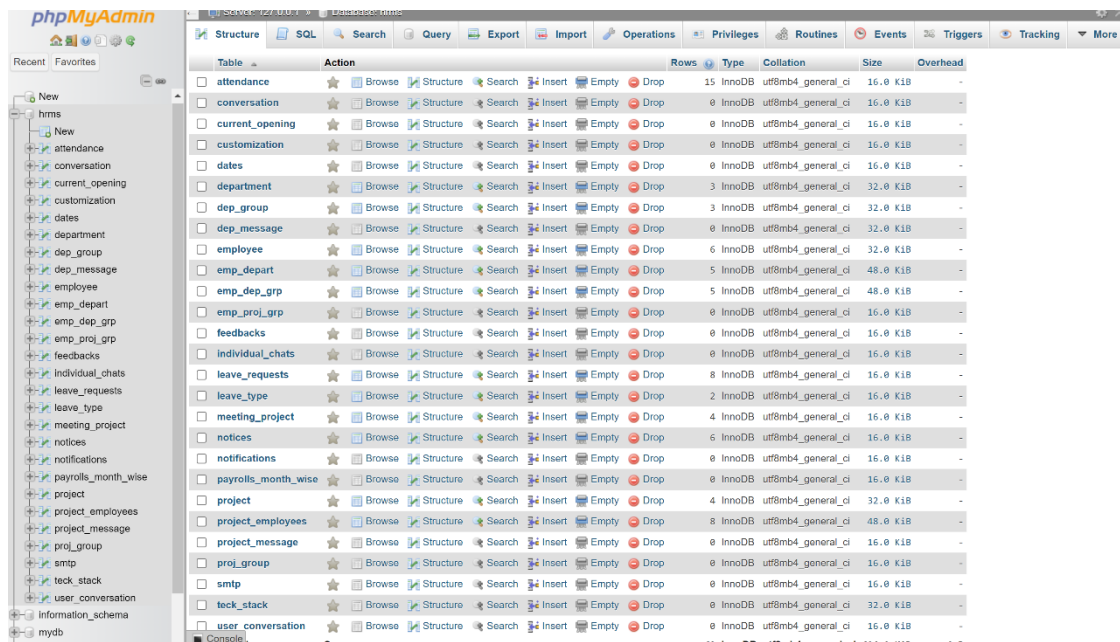 phpMyAdmin
Recent Favorites
New
hrms
New
attendance
conversation
current_opening
customization
dates
department
dep_group
dep_message
employee
emp_depart
emp_dep_grp
emp_proj_grp
feedbacks
individual_chats
leave_requests
leave_type
meeting_project
notices
notifications
payrolls_month_wise
project
project_employees
project_message
proj_group
smtp
teck_stack
user_conversation
information_schema
mydb
Server: 127.0.0.1 » Database: hrms
Structure SQL Search Query Export Import Operations Privileges Routines Events Triggers Tracking More
Table Action Rows Type Collation Size Overhead
attendance Browse Structure Search Insert Empty Drop 15 InnoDB utf8mb4_general_ci 16.0 KiB -
conversation Browse Structure Search Insert Empty Drop 0 InnoDB utf8mb4_general_ci 16.0 KiB -
current_opening Browse Structure Search Insert Empty Drop 0 InnoDB utf8mb4_general_ci 16.0 KiB -
customization Browse Structure Search Insert Empty Drop 0 InnoDB utf8mb4_general_ci 16.0 KiB -
dates Browse Structure Search Insert Empty Drop 0 InnoDB utf8mb4_general_ci 16.0 KiB -
department Browse Structure Search Insert Empty Drop 3 InnoDB utf8mb4_general_ci 32.0 KiB -
dep_group Browse Structure Search Insert Empty Drop 3 InnoDB utf8mb4_general_ci 32.0 KiB -
dep_message Browse Structure Search Insert Empty Drop 0 InnoDB utf8mb4_general_ci 32.0 KiB -
employee Browse Structure Search Insert Empty Drop 6 InnoDB utf8mb4_general_ci 32.0 KiB -
emp_depart Browse Structure Search Insert Empty Drop 5 InnoDB utf8mb4_general_ci 48.0 KiB -
emp_dep_grp Browse Structure Search Insert Empty Drop 5 InnoDB utf8mb4_general_ci 48.0 KiB -
emp_proj_grp Browse Structure Search Insert Empty Drop 0 InnoDB utf8mb4_general_ci 16.0 KiB -
feedbacks Browse Structure Search Insert Empty Drop 0 InnoDB utf8mb4_general_ci 16.0 KiB -
individual_chats Browse Structure Search Insert Empty Drop 0 InnoDB utf8mb4_general_ci 16.0 KiB -
leave_requests Browse Structure Search Insert Empty Drop 8 InnoDB utf8mb4_general_ci 16.0 KiB -
leave_type Browse Structure Search Insert Empty Drop 2 InnoDB utf8mb4_general_ci 16.0 KiB -
meeting_project Browse Structure Search Insert Empty Drop 4 InnoDB utf8mb4_general_ci 16.0 KiB -
notices Browse Structure Search Insert Empty Drop 6 InnoDB utf8mb4_general_ci 16.0 KiB -
notifications Browse Structure Search Insert Empty Drop 0 InnoDB utf8mb4_general_ci 16.0 KiB -
payrolls_month_wise Browse Structure Search Insert Empty Drop 0 InnoDB utf8mb4_general_ci 16.0 KiB -
project Browse Structure Search Insert Empty Drop 4 InnoDB utf8mb4_general_ci 32.0 KiB -
project_employees Browse Structure Search Insert Empty Drop 8 InnoDB utf8mb4_general_ci 48.0 KiB -
project_message Browse Structure Search Insert Empty Drop 0 InnoDB utf8mb4_general_ci 16.0 KiB -
proj_group Browse Structure Search Insert Empty Drop 0 InnoDB utf8mb4_general_ci 16.0 KiB -
smtp Browse Structure Search Insert Empty Drop 0 InnoDB utf8mb4_general_ci 16.0 KiB -
teck_stack Browse Structure Search Insert Empty Drop 0 InnoDB utf8mb4_general_ci 32.0 KiB -
user_conversation Browse Structure Search Insert Empty Drop 0 InnoDB utf8mb4_general_ci 16.0 KiB -
Console